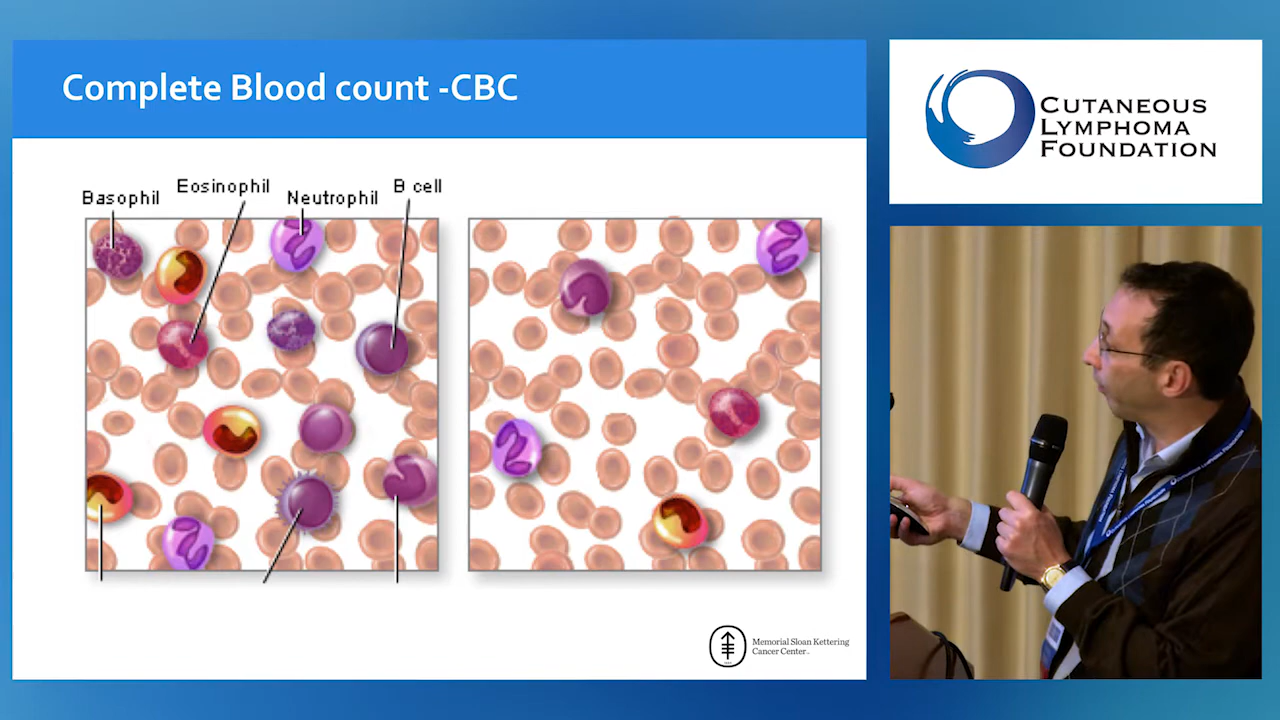 Complete Blood count -CBC
Basophil
Eosinophil
Neutrophil
B cell
Memorial Sloan Kettering
Cancer Center
CUTANEOUS
LYMPHOMA
FOUNDATION